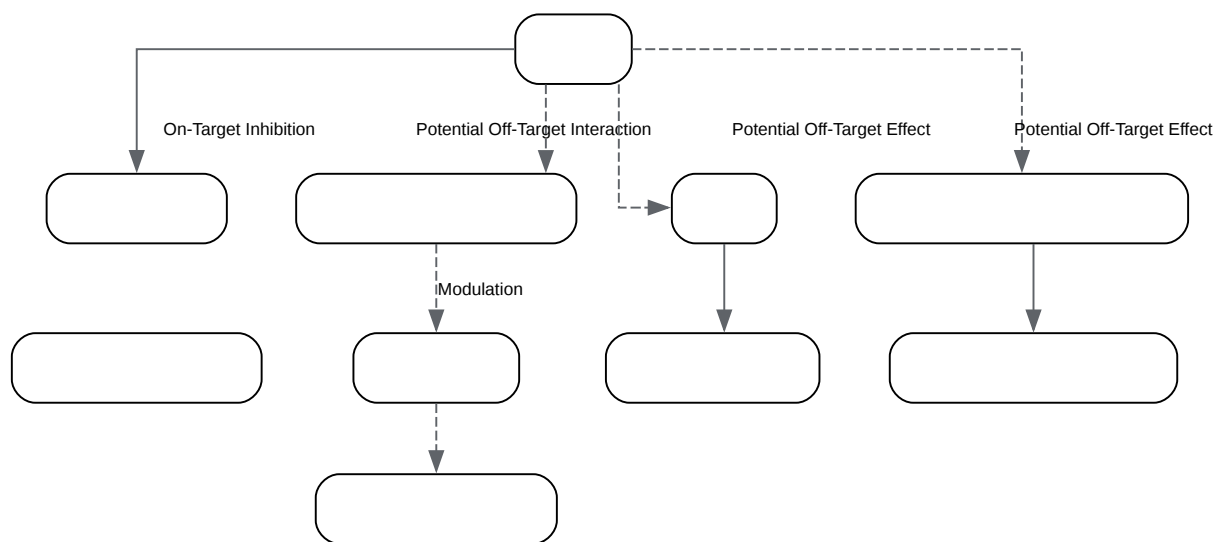 On-Target Inhibition
Potential Off-Target Interaction
Potential Off-Target Effect
Potential Off-Target Effect
Modulation